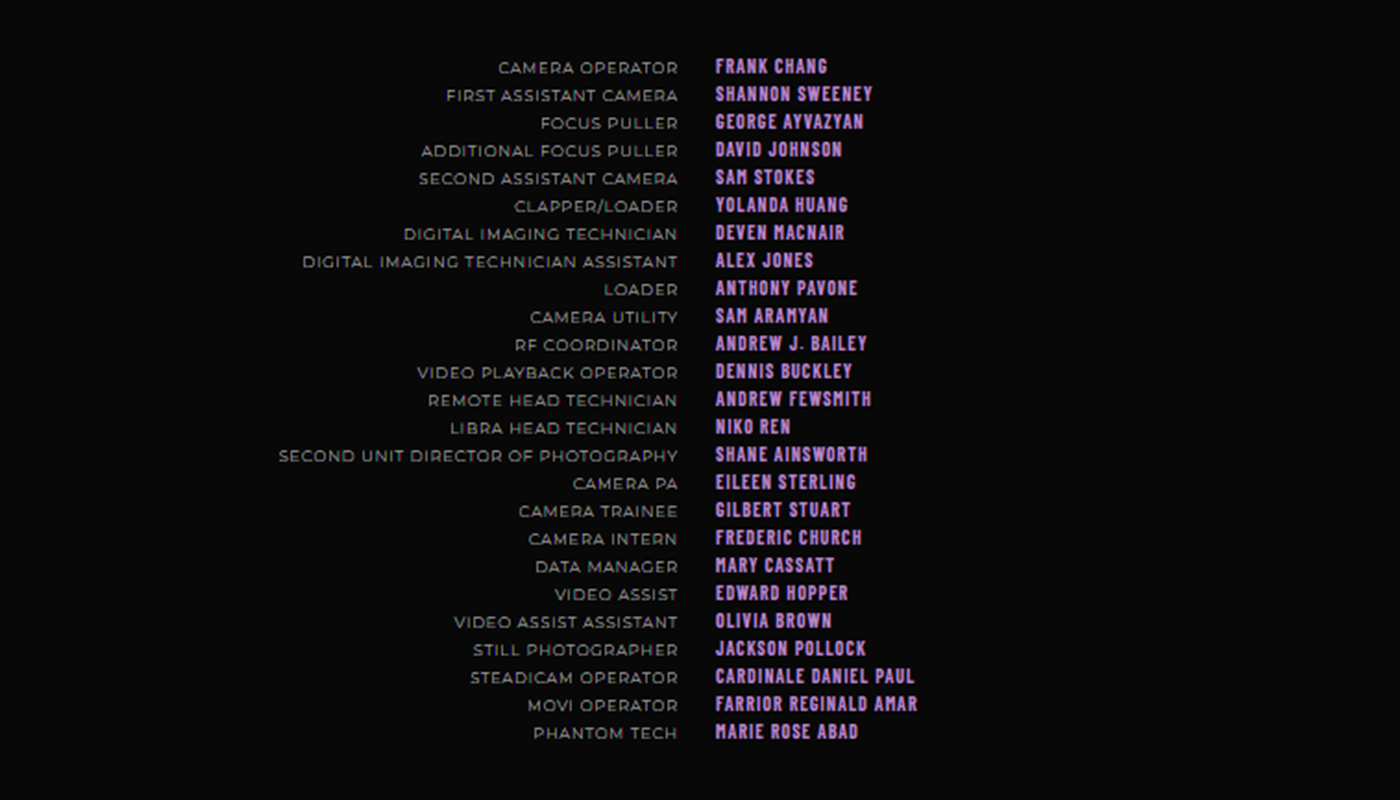 CAMERA OPERATOR FRANK CHANG
FIRST ASSISTANT CAMERA SHANNON SWEENEY
FOCUS PULLER GEORGE AYVAZYAN
ADDITIONAL FOCUS PULLER DAVID JOHNSON
SECOND ASSISTANT CAMERA SAM STOKES
CLAPPER/LOADER YOLANDA HUANG
DIGITAL IMAGING TECHNICIAN DEVEN MACNAIR
DIGITAL IMAGING TECHNICIAN ASSISTANT ALEX JONES
LOADER ANTHONY PAVONE
CAMERA UTILITY SAM ARAMYAN
RF COORDINATOR ANDREW J. BAILEY
VIDEO PLAYBACK OPERATOR DENNIS BUCKLEY
REMOTE HEAD TECHNICIAN ANDREW FEWSMITH
LIBRA HEAD TECHNICIAN NIKO REN
SECOND UNIT DIRECTOR OF PHOTOGRAPHY SHANE AINSWORTH
CAMERA PA EILEEN STERLING
CAMERA TRAINEE GILBERT STUART
CAMERA INTERN FREDERIC CHURCH
DATA MANAGER MARY CASSATT
VIDEO ASSIST EDWARD HOPPER
VIDEO ASSIST ASSISTANT OLIVIA BROWN
STILL PHOTOGRAPHER JACKSON POLLOCK
STEADICAM OPERATOR CARDINALE DANIEL PAUL
MOVI OPERATOR FARRIOR REGINALD AMAR
PHANTOM TECH MARIE ROSE ABAD